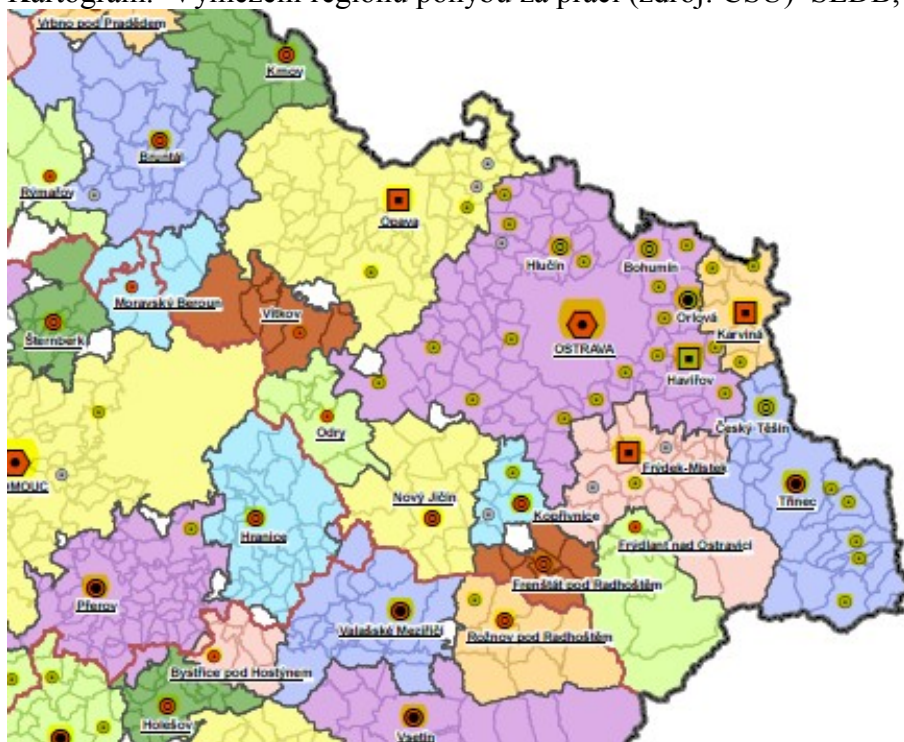 Kartogram: Vymezení regionů pohybu za prací (zdroj: ČSÚ) SLDB,
Vrbno pod Pradědem
Krnov
Bruntál
Rýmařov
Opava
Hlučín
Bohumín
Moravský Beroun
Vítkov
Orlová
Karviná
Šternberk
OSTRAVA
Havířov
Český Těšín
Odry
Frýdek-Místek
OMOUC
Nový Jičín
Třinec
Kopřivnice
Hranice
Frýdlant nad Ostravicí
Frenštát pod Radhoštěm
Přerov
Valašské Meziříčí
Rožnov pod Radhoštěm
Bystřice pod Hostýnem
Holešov
Vsetín